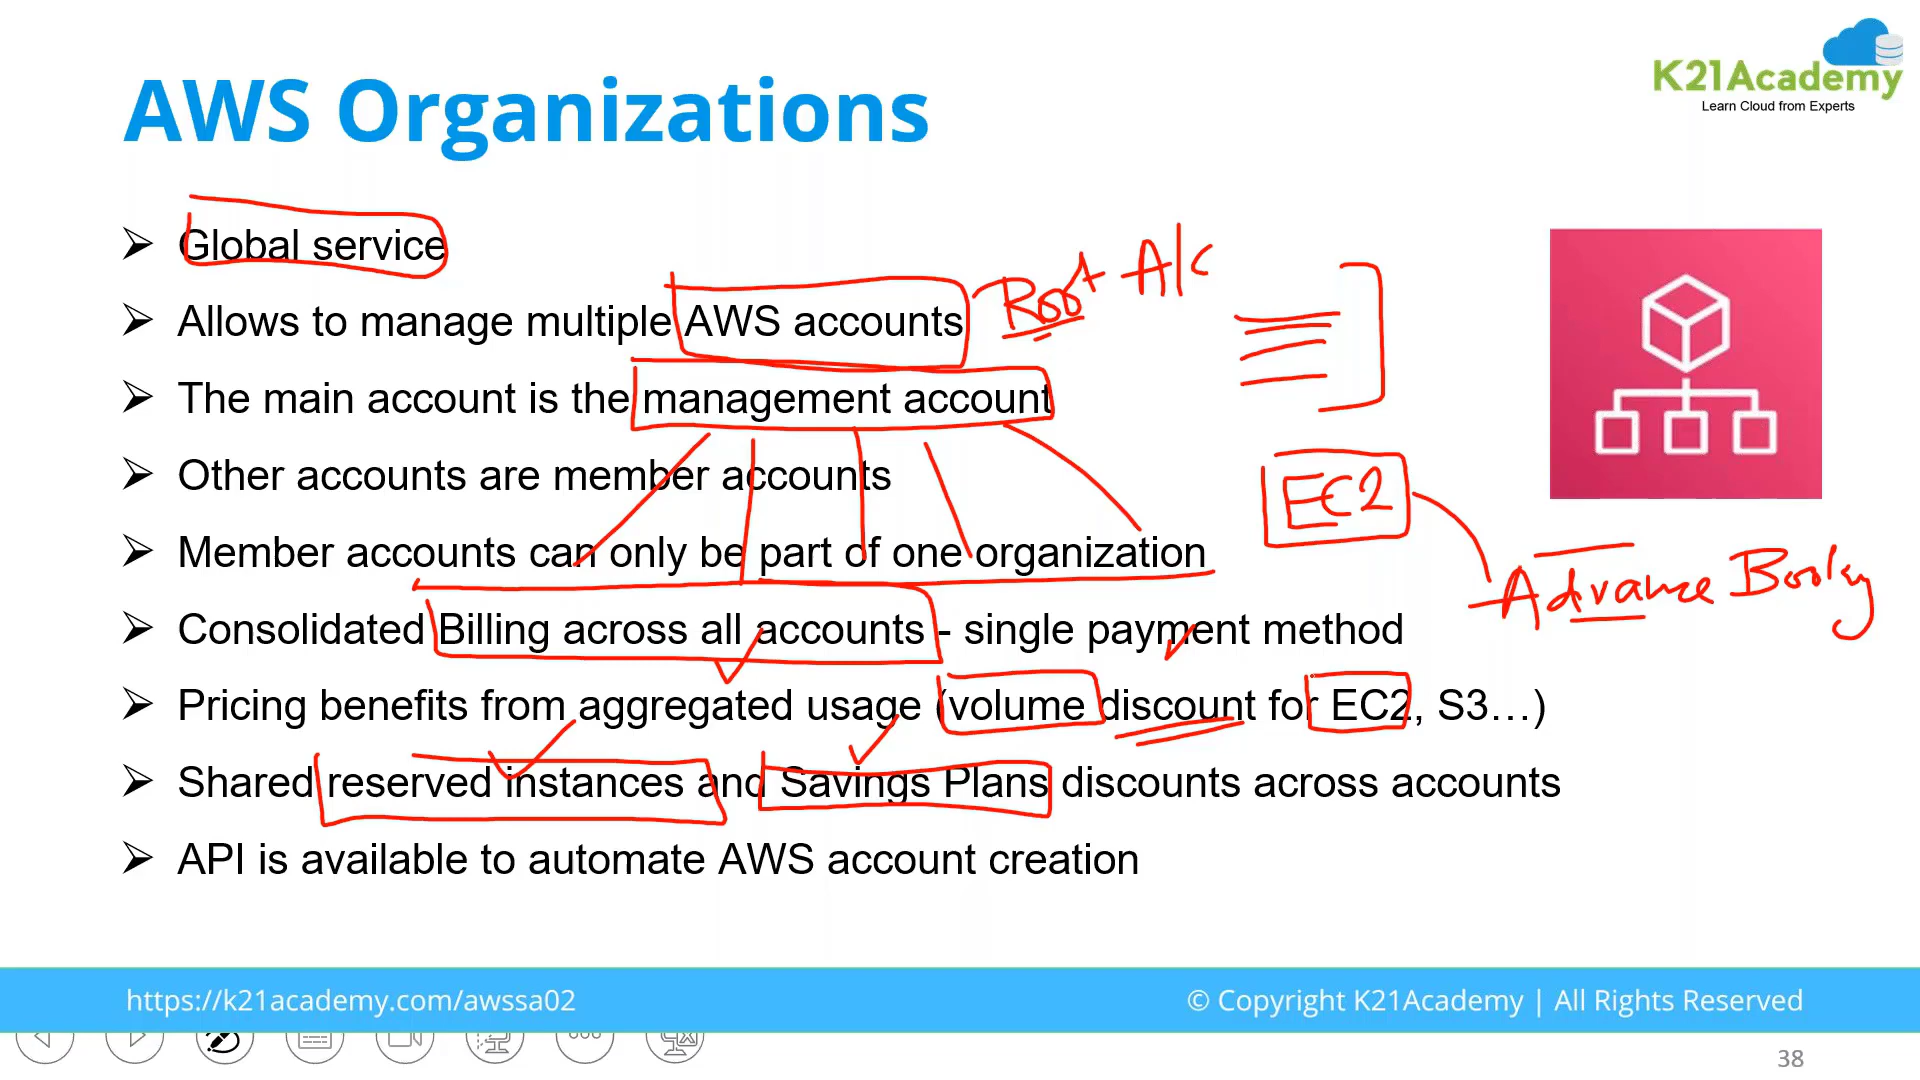 K21Academy
Learn Cloud from Experts
AWS Organizations
Global service
Allows to manage multiple AWS accounts
Root A/c
The main account is the management account
Other accounts are member accounts
EC2
Member accounts can only be part of one organization
Advance
Consolidated Billing across all accounts - single payment method
Pricing benefits from aggregated usage (volume discount for EC2, S3...)
Shared reserved instances and Savings Plans discounts across accounts
API is available to automate AWS account creation
https://k21academy.com/awssa02
© Copyright K21Academy | All Rights Reserved
38